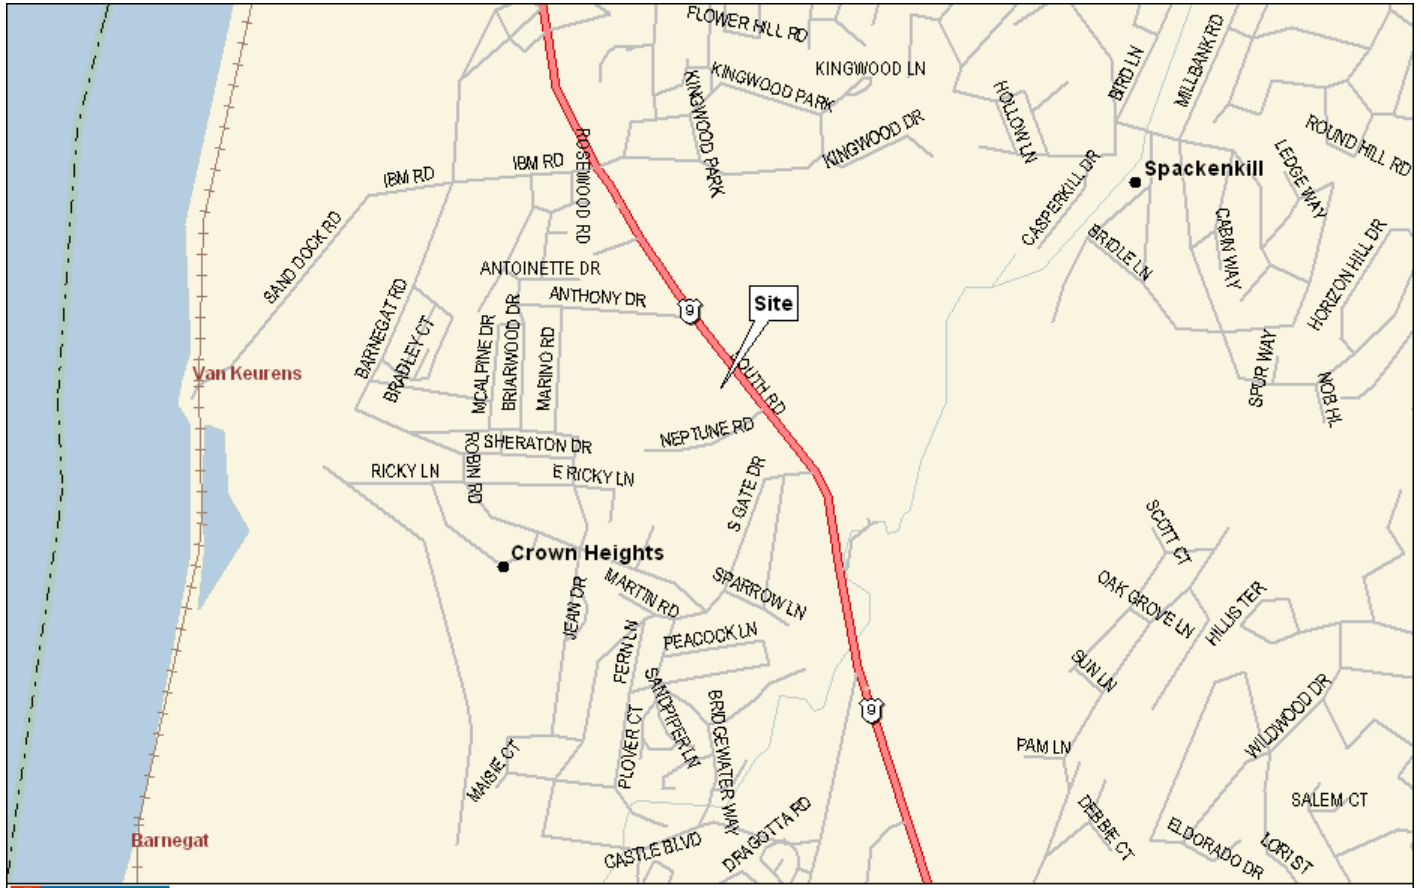 FLOWER HILL RD
KINGWOOD LN
KINGWOOD PARK
KINGWOOD PARK
KINGWOOD DR
HOLLOW LN
BIRD LN
MILLBANK RD
ROUND HILL RD
LEDGE WAY
Spackenkill
CASPERKILL DR
BRIDLE LN
CABIN WAY
HORIZON HILL DR
SPUR WAY
NOB HL
ROSEWOOD RD
IBM RD
IBM RD
SAND DOCK RD
ANTOINETTE DR
ANTHONY DR
9
Site
BARNEGAT RD
BRADLEY CT
MCALPINE DR
BRIARWOOD DR
MARINO RD
SOUTH RD
Van Keurens
NEPTUNE RD
SHERATON DR
ROBIN RD
RICKY LN
E RICKY LN
S GATE DR
Crown Heights
SCOTT CT
OAK GROVE LN
HILLIS TER
SUN LN
MARTIN RD
SPARROW LN
JEAN DR
FERN LN
PEACOCK LN
SANDPIPER LN
BRIDGEWATER WAY
PLOVER CT
MAISIE CT
9
PAM LN
WILDWOOD DR
SALEM CT
DEBBIE CT
ELDORADO DR
LORI ST
Barnegat
CASTLE BLVD
DRAGOTTA RD